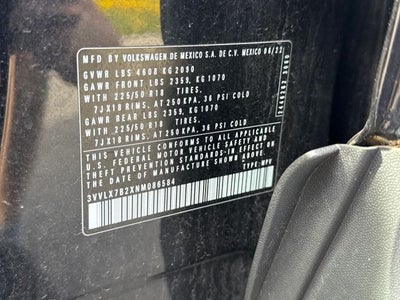 MFD BY VOLKSWAGEN DE MEXICO S.A. DE C.V. MEXICO 06/22
GVWR LBS 4608 KG 2090
GAWR FRONT LBS 2359, KG 1070
WITH 225/50 R18 TIRES,
7JX18 RIMS, AT 250 KPA, 36 PSI COLD
GAWR REAR LBS 2359, KG 1070
WITH 225/50 R18 TIRES,
7JX18 RIMS, AT 250 KPA, 36 PSI COLD
THIS VEHICLE CONFORMS TO ALL APPLICABLE
U.S. FEDERAL MOTOR VEHICLE SAFETY AND
THEFT PREVENTION STANDARDS IN EFFECT ON THE
DATE OF MANUFACTURE SHOWN ABOVE.
3VVLX7B2XNM086584 TYPE: MPV